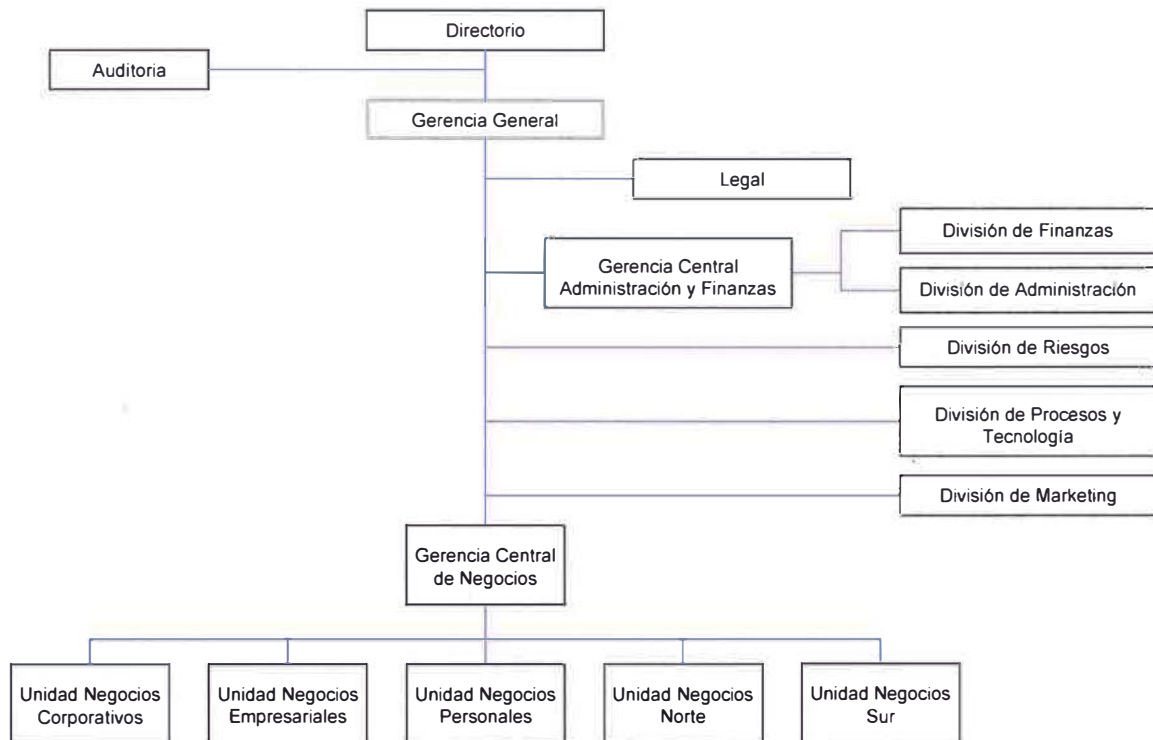 Directorio
Auditoria
Gerencia General
Legal
División de Finanzas
Gerencia Central
Administración y Finanzas
División de Administración
División de Riesgos
División de Procesos y
Tecnología
División de Marketing
Gerencia Central
de Negocios
Unidad Negocios
Corporativos
Unidad Negocios
Empresariales
Unidad Negocios
Personales
Unidad Negocios
Norte
Unidad Negocios
Sur